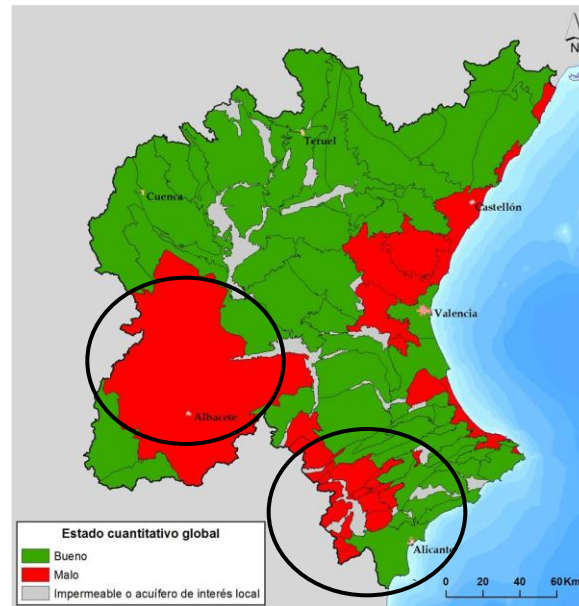 N
Teruel
Cuenca
Castellón
Valencia
Albacete
Alicante
Estado cuantitativo global
Bueno
Malo
Impermeable o acuífero de interés local
0 20 40 60 Km